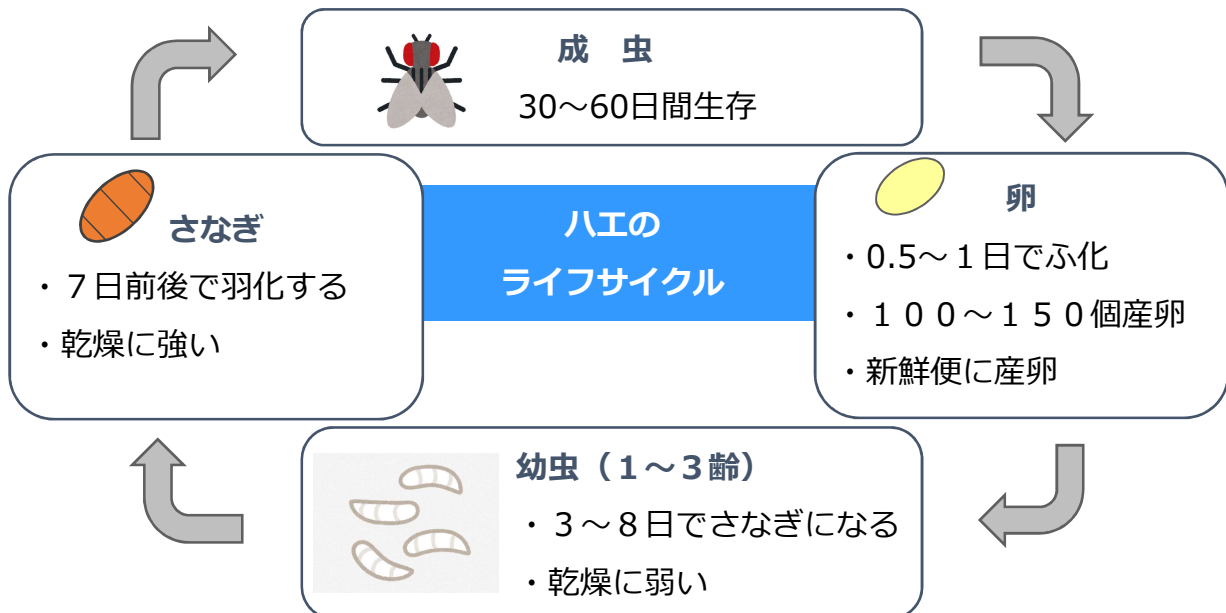 成　虫
30～60日間生存
ハエの
ライフサイクル
卵
・0.5～１日でふ化
・１００～１５０個産卵
・新鮮便に産卵
幼虫（１～３齢）
・３～８日でさなぎになる
・乾燥に弱い
さなぎ
・７日前後で羽化する
・乾燥に強い